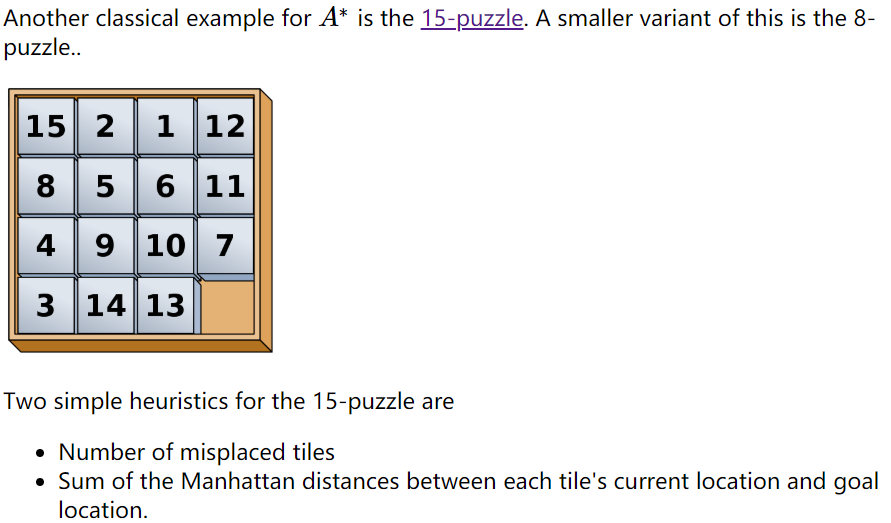 Another classical example for A* is the 15-puzzle. A smaller variant of this is the 8-
puzzle..
15 2 1 12
8 5 6 11
4 9 10 7
3 14 13
Two simple heuristics for the 15-puzzle are
• Number of misplaced tiles
• Sum of the Manhattan distances between each tile's current location and goal
location.